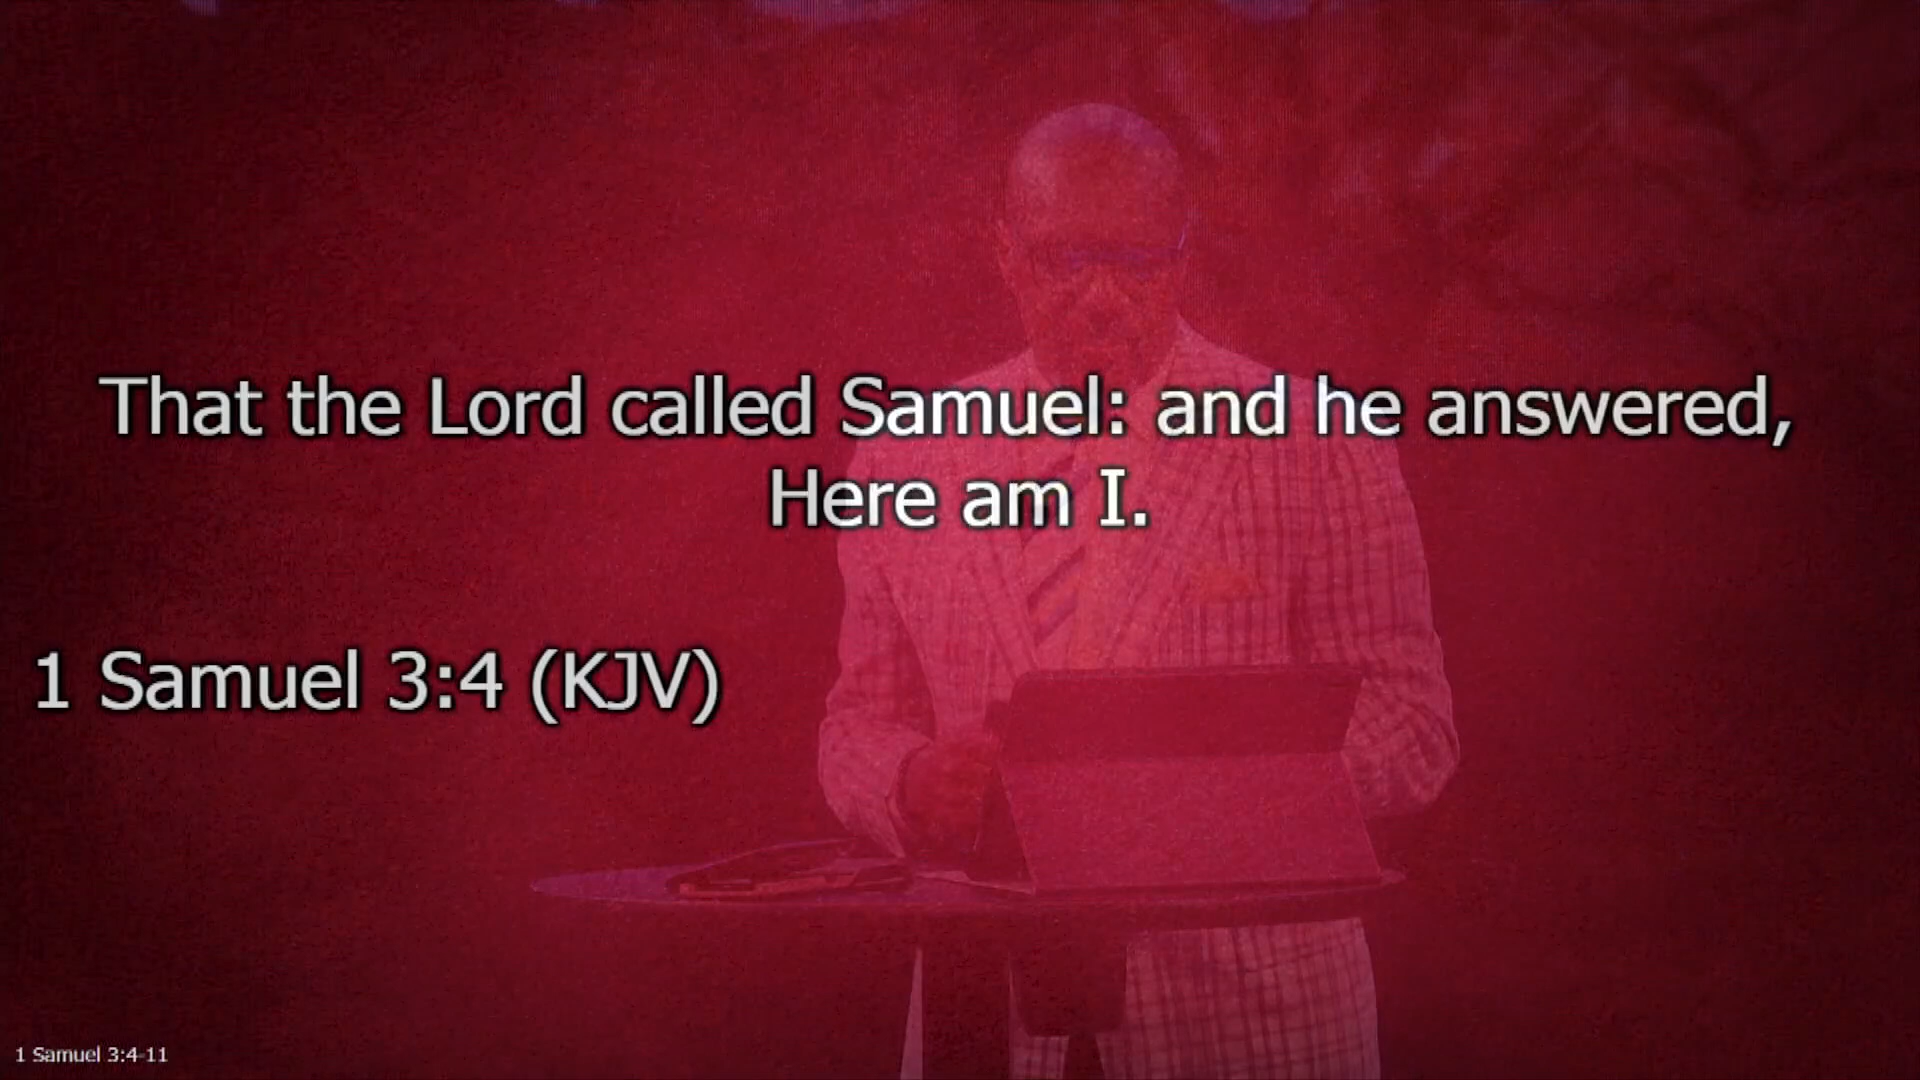 That the Lord called Samuel: and he answered,
Here am I.
1 Samuel 3:4 (KJV)
1 Samuel 3:4-11